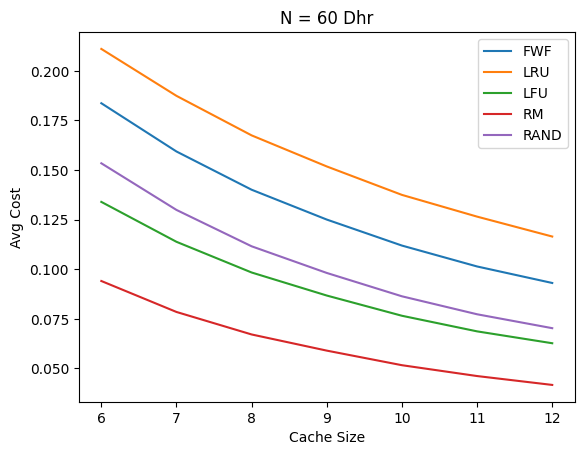 N = 60 Dhr
FWF
LRU
LFU
RM
RAND
Avg Cost
0.200
0.175
0.150
0.125
0.100
0.075
0.050
6 7 8 9 10 11 12
Cache Size